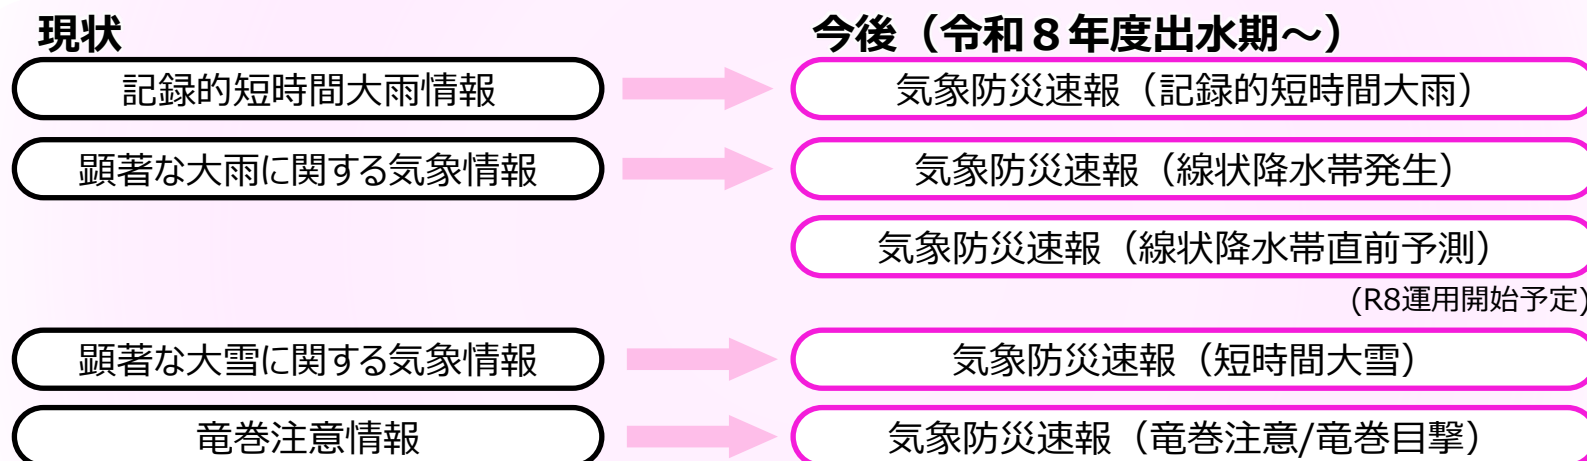 現状
今後（令和８年度出水期～）
記録的短時間大雨情報
気象防災速報（記録的短時間大雨）
顕著な大雨に関する気象情報
気象防災速報（線状降水帯発生）
気象防災速報（線状降水帯直前予測）
(R8運用開始予定)
顕著な大雪に関する気象情報
気象防災速報（短時間大雪）
竜巻注意情報
気象防災速報（竜巻注意/竜巻目撃）